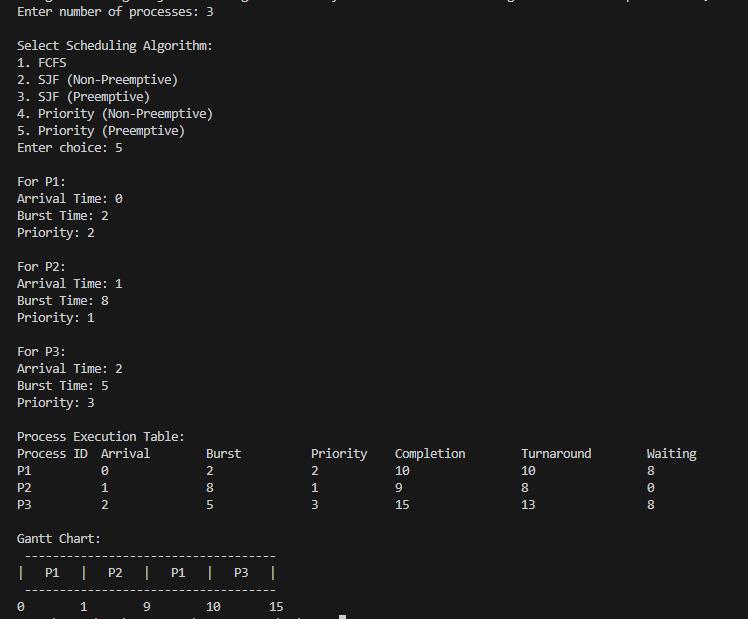 Enter number of processes: 3
Select Scheduling Algorithm:
1. FCFS
2. SJF (Non-Preemptive)
3. SJF (Preemptive)
4. Priority (Non-Preemptive)
5. Priority (Preemptive)
Enter choice: 5
For P1:
Arrival Time: 0
Burst Time: 2
Priority: 2
For P2:
Arrival Time: 1
Burst Time: 8
Priority: 1
For P3:
Arrival Time: 2
Burst Time: 5
Priority: 3
Process Execution Table:
Process ID Arrival Burst Priority Completion Turnaround Waiting
P1 0 2 2 10 10 8
P2 1 8 1 9 8 0
P3 2 5 3 15 13 8
Gantt Chart:
------------------------------------
| P1 | P2 | P1 | P3 |
------------------------------------
0 1 9 10 15